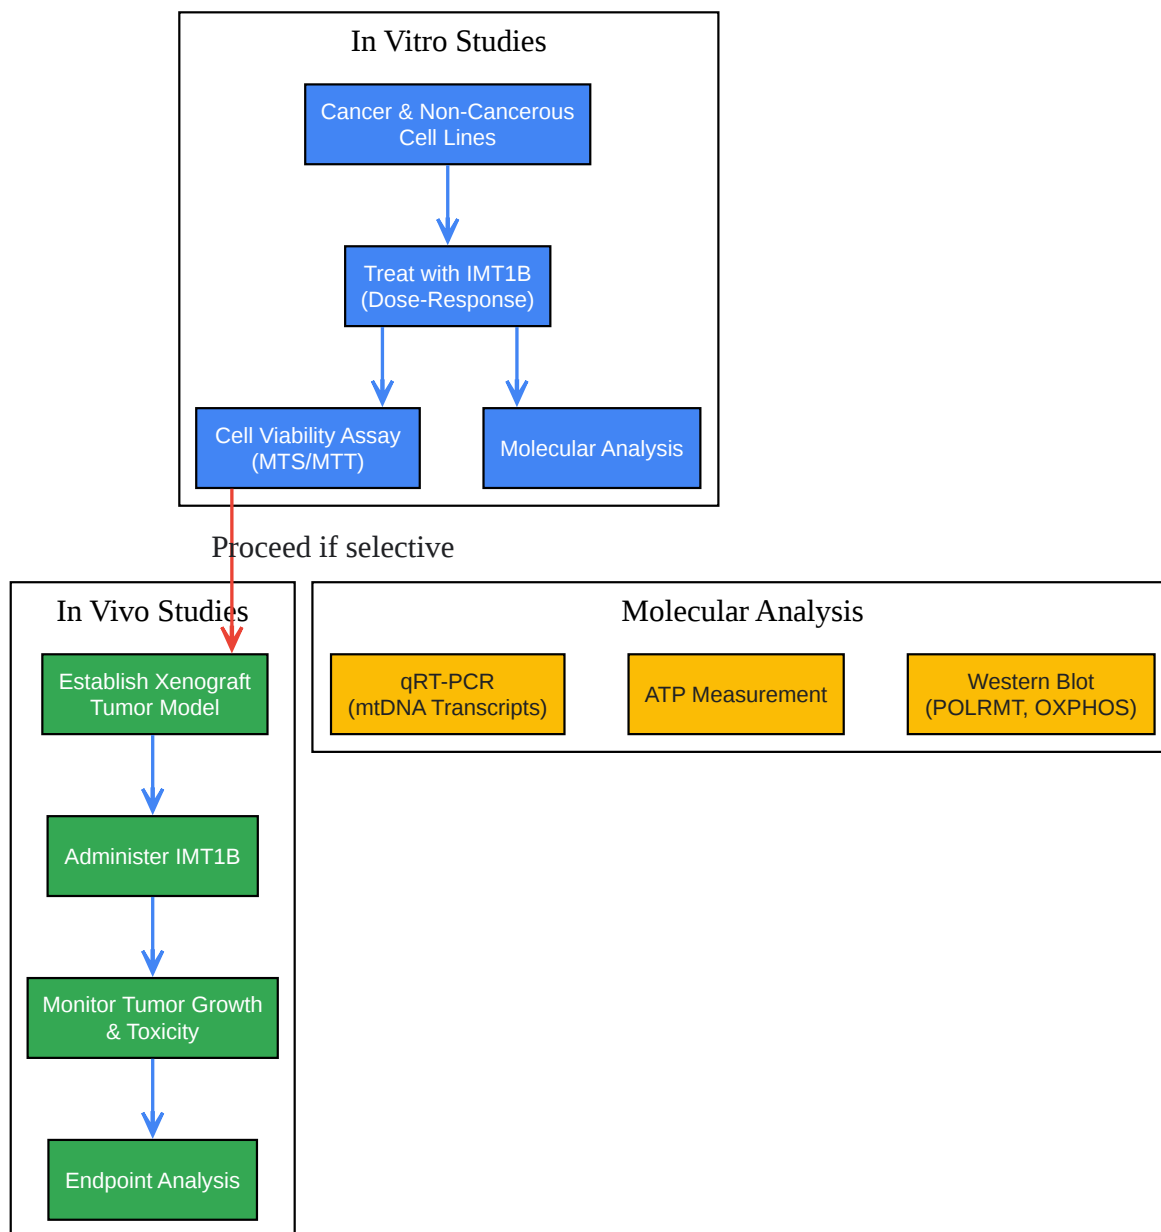 In Vitro Studies
Cancer & Non-Cancerous
Cell Lines
Treat with IMT1B
(Dose-Response)
Cell Viability Assay
(MTS/MTT)
Molecular Analysis
Proceed if selective
In Vivo Studies
Establish Xenograft
Tumor Model
Administer IMT1B
Monitor Tumor Growth
& Toxicity
Endpoint Analysis
Molecular Analysis
qRT-PCR
(mtDNA Transcripts)
ATP Measurement
Western Blot
(POLRMT, OXPHOS)